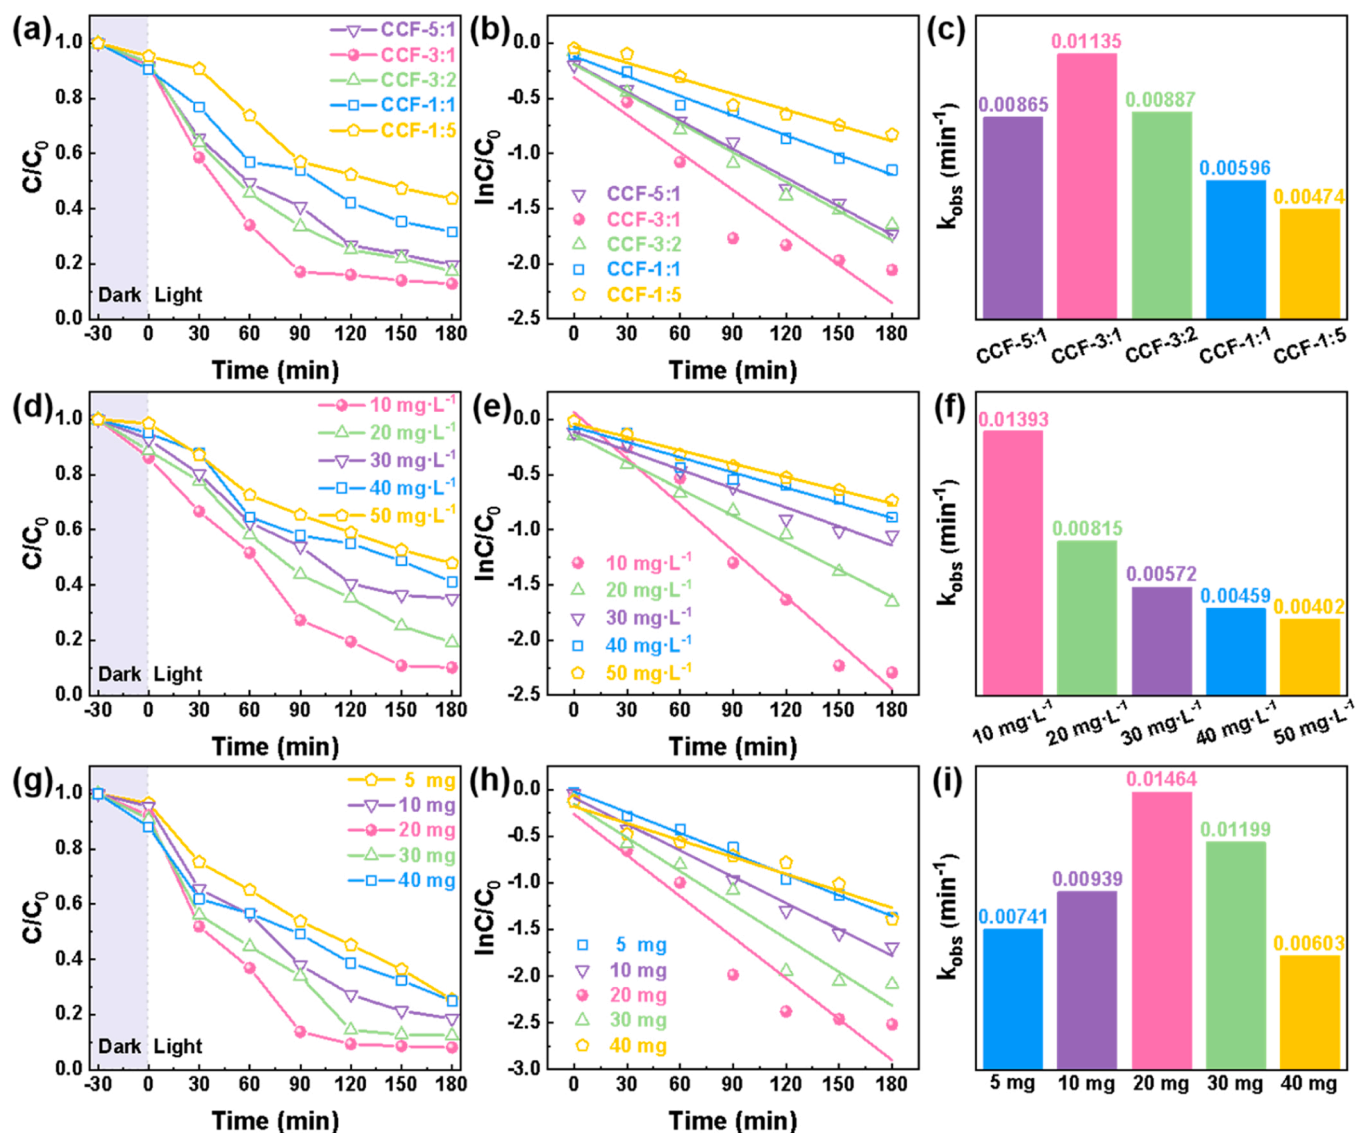 (a)
1.0
0.8
0.6
0.4
0.2
0.0
C/C0
CCF-5:1
CCF-3:1
CCF-3:2
CCF-1:1
CCF-1:5
Dark Light
-30 0 30 60 90 120 150 180
Time (min)
(b)
0.0
-0.5
-1.0
-1.5
-2.0
-2.5
lnC/C0
CCF-5:1
CCF-3:1
CCF-3:2
CCF-1:1
CCF-1:5
0 30 60 90 120 150 180
Time (min)
(c)
kobs (min-1)
0.00865
0.01135
0.00887
0.00596
0.00474
CCF-5:1 CCF-3:1 CCF-3:2 CCF-1:1 CCF-1:5
(d)
1.0
0.8
0.6
0.4
0.2
0.0
C/C0
10 mg·L-1
20 mg·L-1
30 mg·L-1
40 mg·L-1
50 mg·L-1
Dark Light
-30 0 30 60 90 120 150 180
Time (min)
(e)
0.0
-0.5
-1.0
-1.5
-2.0
-2.5
lnC/C0
10 mg·L-1
20 mg·L-1
30 mg·L-1
40 mg·L-1
50 mg·L-1
0 30 60 90 120 150 180
Time (min)
(f)
kobs (min-1)
0.01393
0.00815
0.00572
0.00459
0.00402
10 mg·L-1 20 mg·L-1 30 mg·L-1 40 mg·L-1 50 mg·L-1
(g)
1.0
0.8
0.6
0.4
0.2
0.0
C/C0
5 mg
10 mg
20 mg
30 mg
40 mg
Dark Light
-30 0 30 60 90 120 150 180
Time (min)
(h)
0.0
-0.5
-1.0
-1.5
-2.0
-2.5
-3.0
lnC/C0
5 mg
10 mg
20 mg
30 mg
40 mg
0 30 60 90 120 150 180
Time (min)
(i)
kobs (min-1)
0.00741
0.00939
0.01464
0.01199
0.00603
5 mg 10 mg 20 mg 30 mg 40 mg